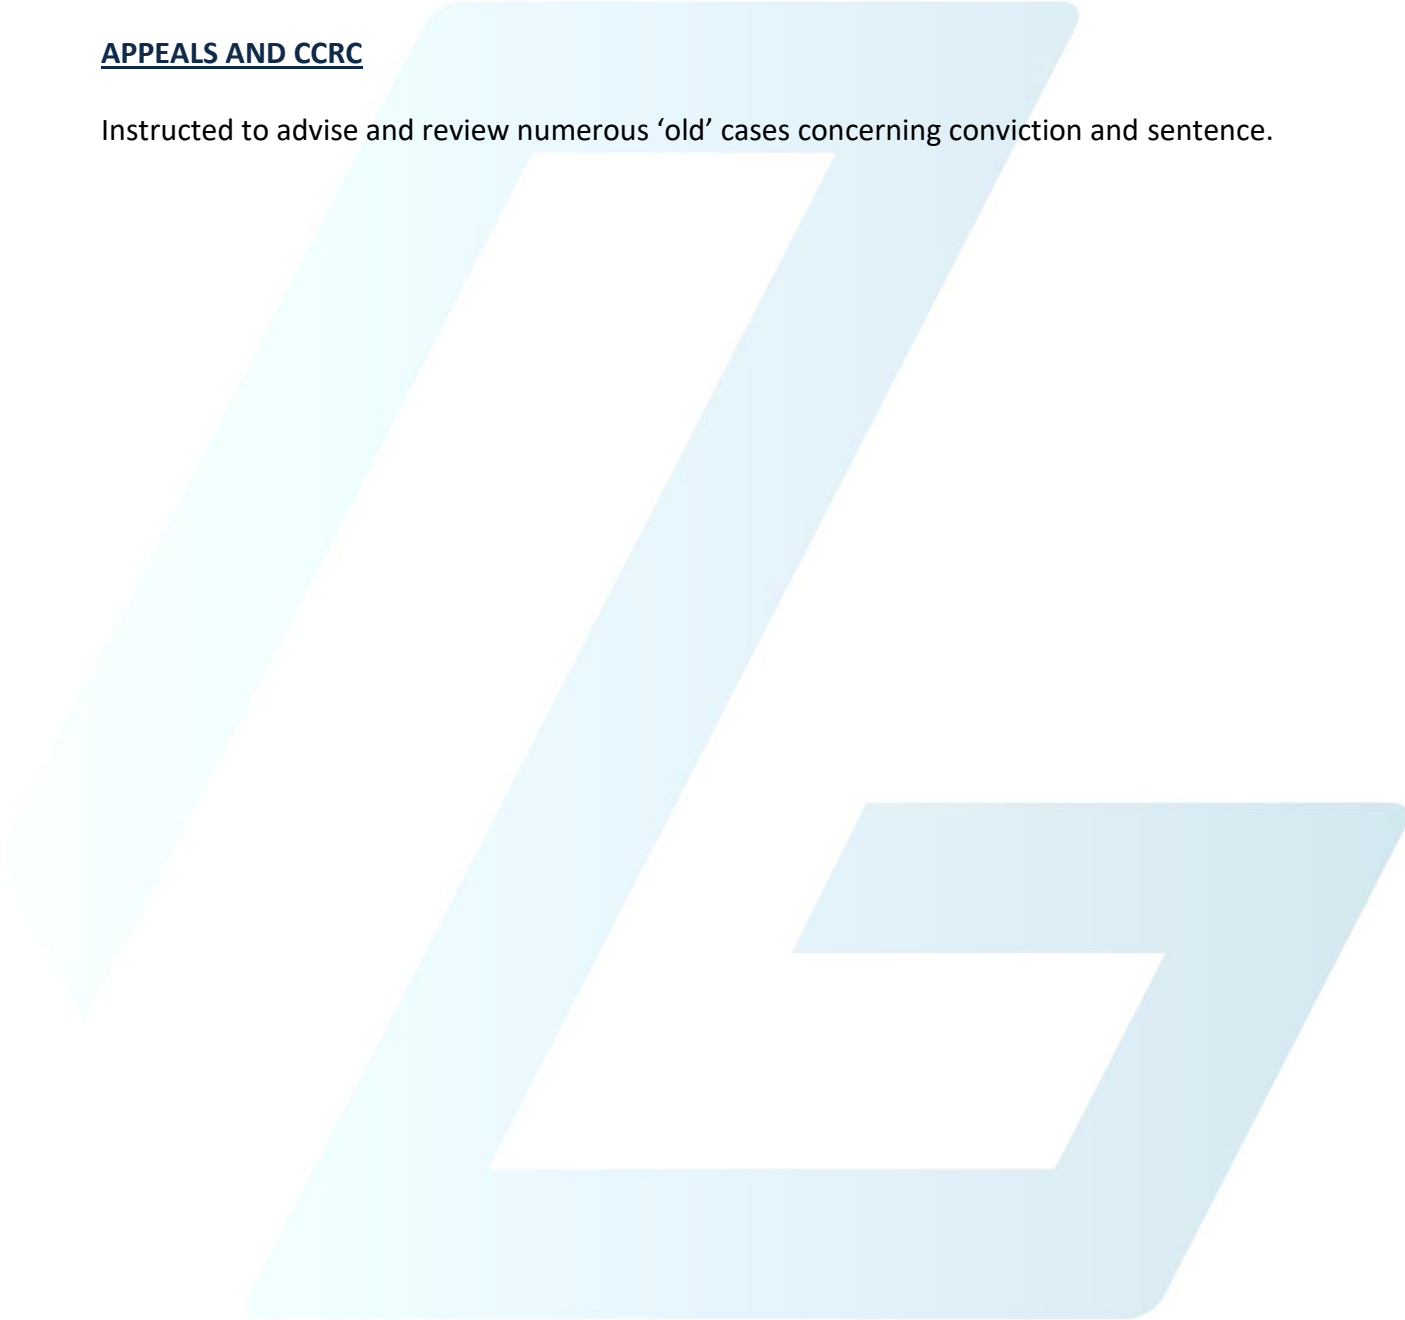 APPEALS AND CCRC
Instructed to advise and review numerous ‘old’ cases concerning conviction and sentence.